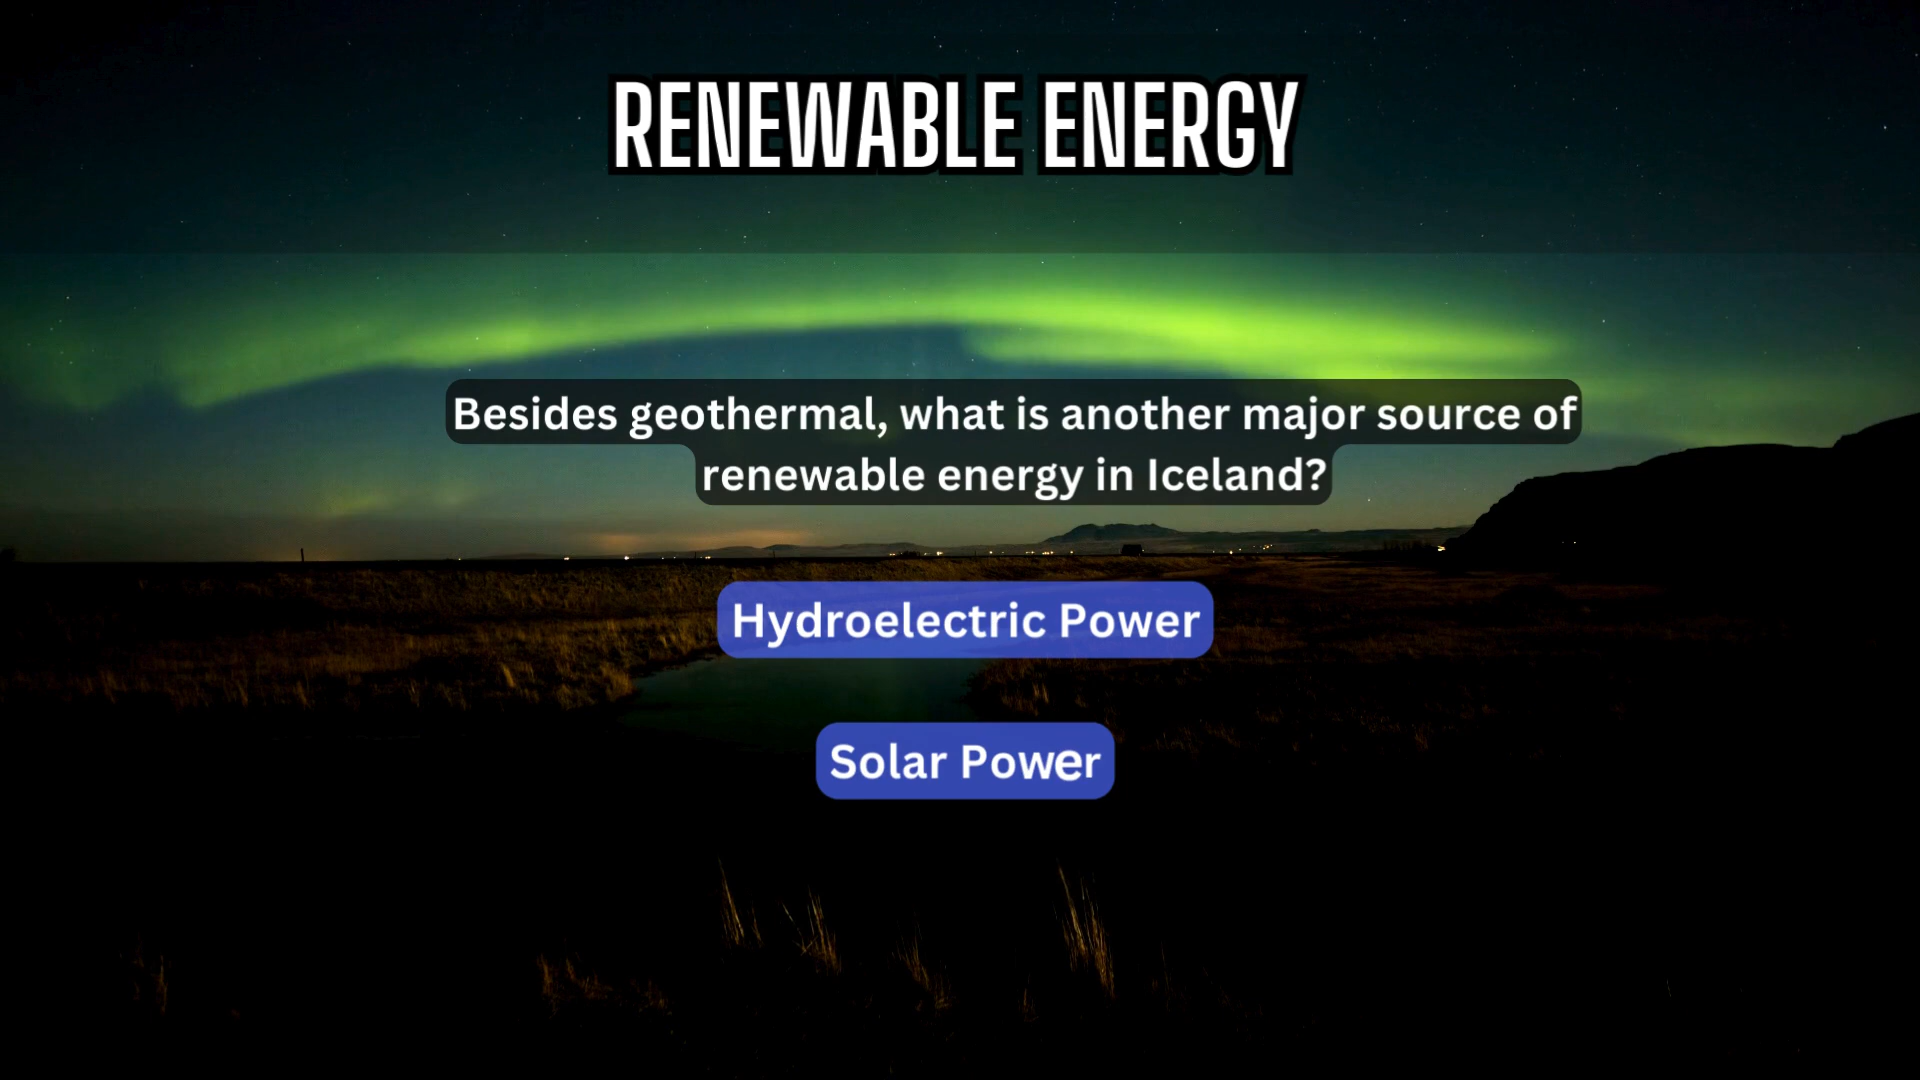 RENEWABLE ENERGY
Besides geothermal, what is another major source of
renewable energy in Iceland?
Hydroelectric Power
Solar Power